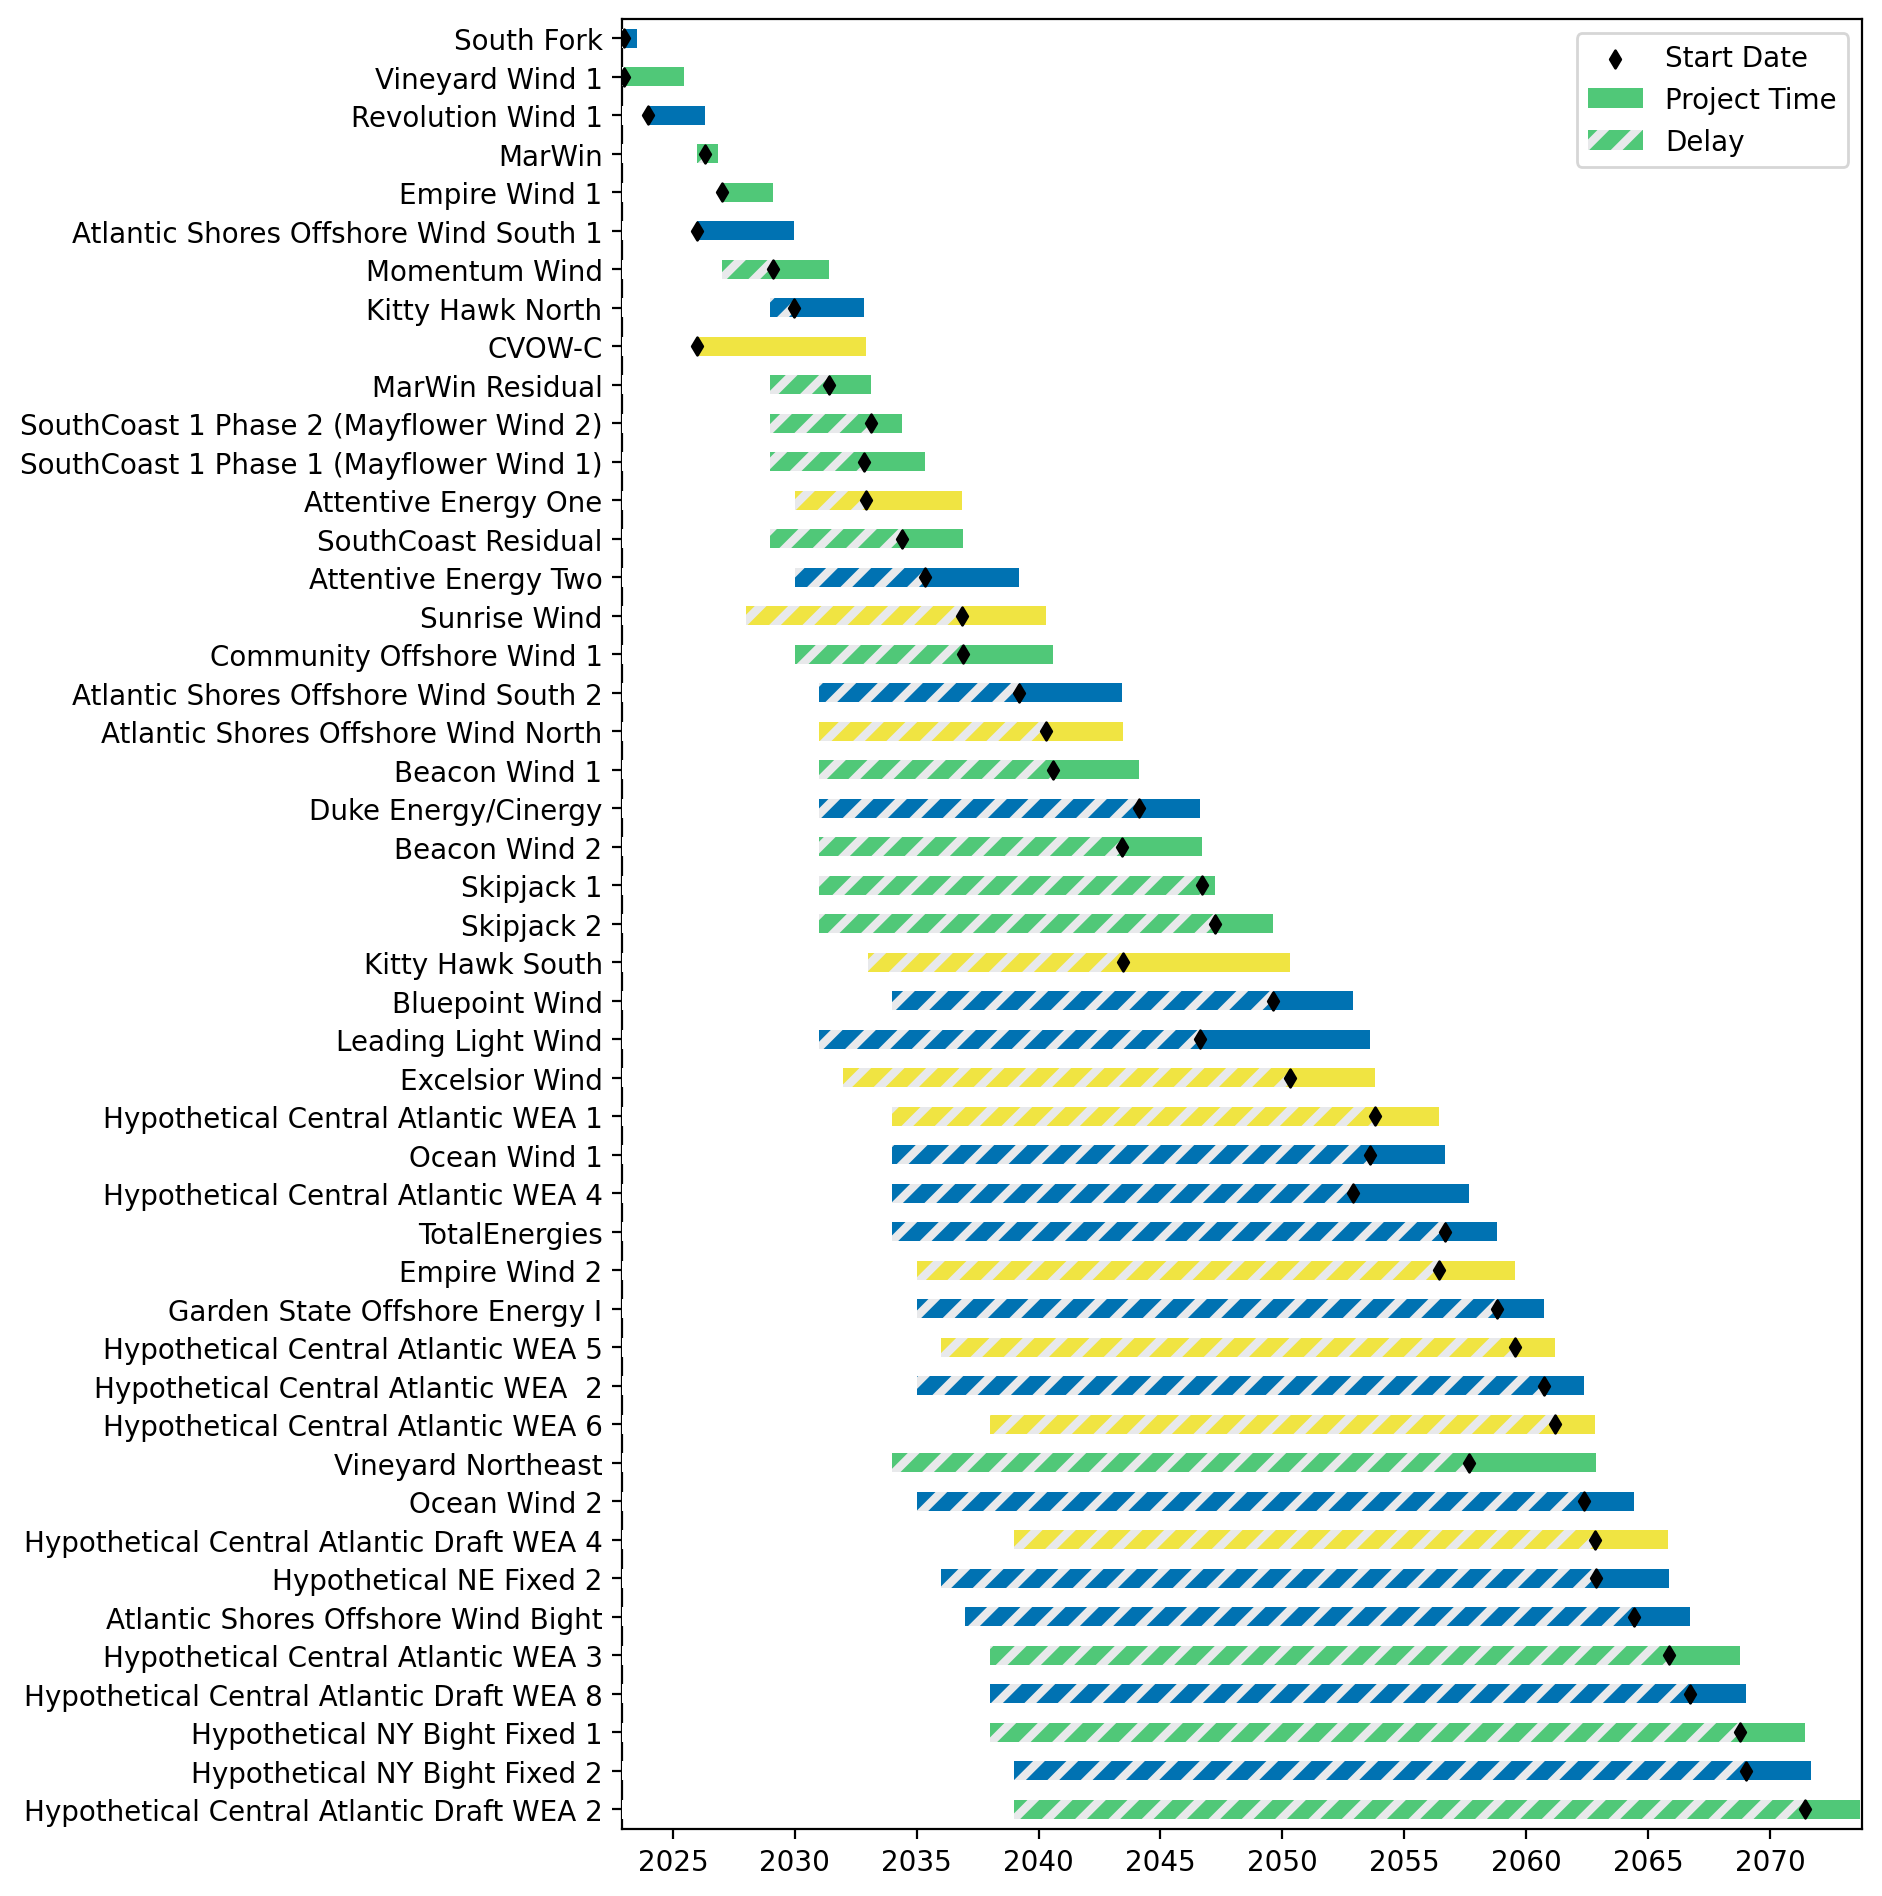 South Fork
Vineyard Wind 1
Revolution Wind 1
MarWin
Empire Wind 1
Atlantic Shores Offshore Wind South 1
Momentum Wind
Kitty Hawk North
CVOW-C
MarWin Residual
SouthCoast 1 Phase 2 (Mayflower Wind 2)
SouthCoast 1 Phase 1 (Mayflower Wind 1)
Attentive Energy One
SouthCoast Residual
Attentive Energy Two
Sunrise Wind
Community Offshore Wind 1
Atlantic Shores Offshore Wind South 2
Atlantic Shores Offshore Wind North
Beacon Wind 1
Duke Energy/Cinergy
Beacon Wind 2
Skipjack 1
Skipjack 2
Kitty Hawk South
Bluepoint Wind
Leading Light Wind
Excelsior Wind
Hypothetical Central Atlantic WEA 1
Ocean Wind 1
Hypothetical Central Atlantic WEA 4
TotalEnergies
Empire Wind 2
Garden State Offshore Energy I
Hypothetical Central Atlantic WEA 5
Hypothetical Central Atlantic WEA  2
Hypothetical Central Atlantic WEA 6
Vineyard Northeast
Ocean Wind 2
Hypothetical Central Atlantic Draft WEA 4
Hypothetical NE Fixed 2
Atlantic Shores Offshore Wind Bight
Hypothetical Central Atlantic WEA 3
Hypothetical Central Atlantic Draft WEA 8
Hypothetical NY Bight Fixed 1
Hypothetical NY Bight Fixed 2
Hypothetical Central Atlantic Draft WEA 2
Start Date
Project Time
Delay
2025 2030 2035 2040 2045 2050 2055 2060 2065 2070